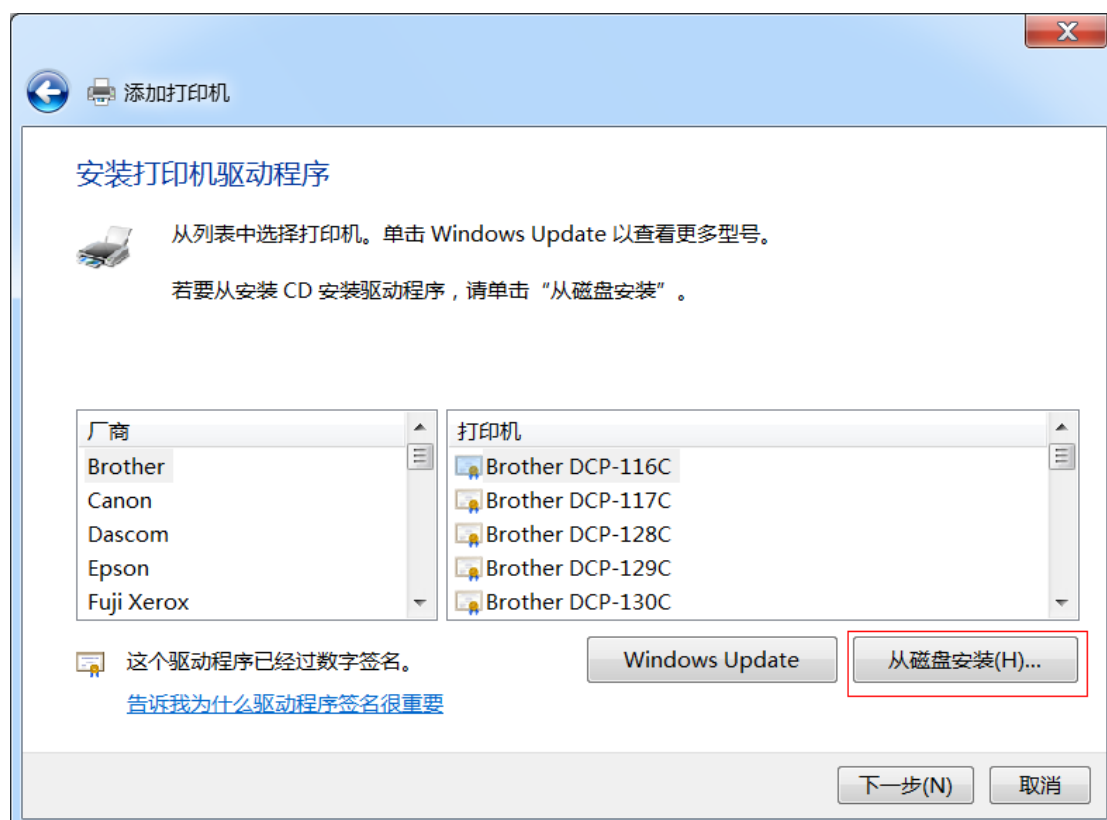 添加打印机
安装打印机驱动程序
从列表中选择打印机。单击 Windows Update 以查看更多型号。
若要从安装 CD 安装驱动程序，请单击“从磁盘安装”。
厂商
Brother
Canon
Dascom
Epson
Fuji Xerox
打印机
Brother DCP-116C
Brother DCP-117C
Brother DCP-128C
Brother DCP-129C
Brother DCP-130C
这个驱动程序已经过数字签名。
告诉我为什么驱动程序签名很重要
Windows Update
从磁盘安装(H)...
下一步(N)
取消